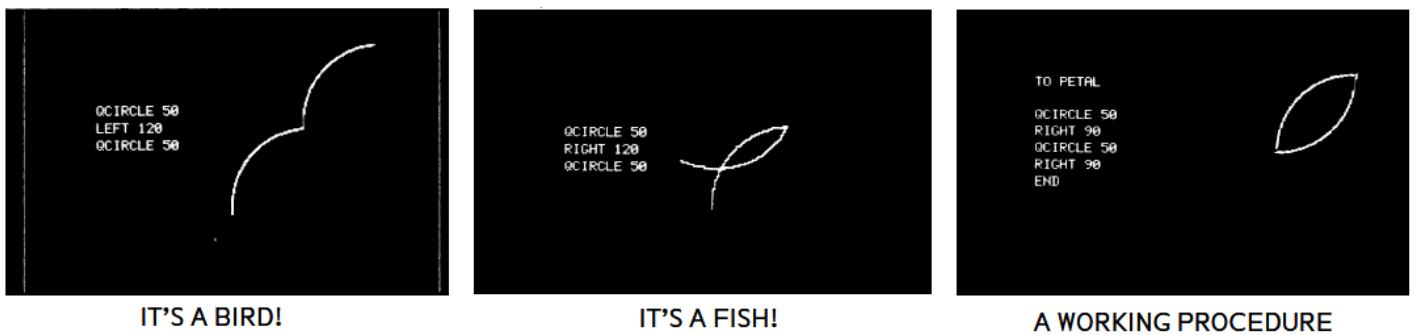 QCIRCLE 50
LEFT 120
QCIRCLE 50
IT'S A BIRD!
QCIRCLE 50
RIGHT 120
QCIRCLE 50
IT'S A FISH!
TO PETAL
QCIRCLE 50
RIGHT 90
QCIRCLE 50
RIGHT 90
END
A WORKING PROCEDURE